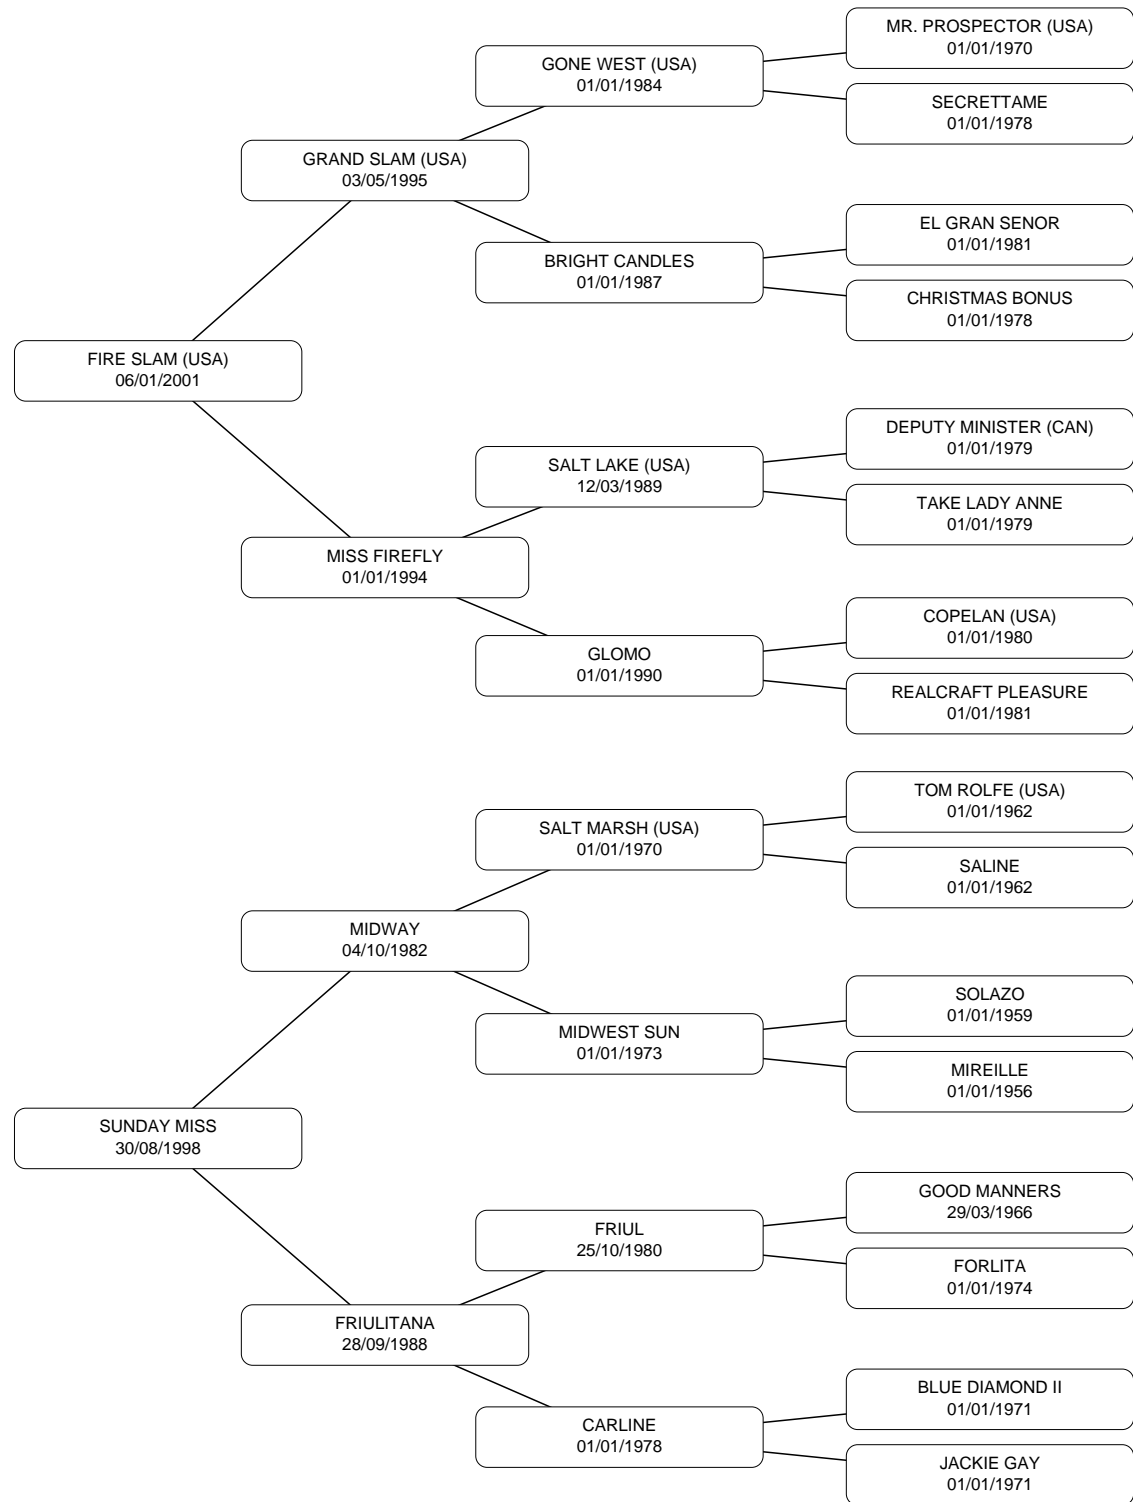 MR. PROSPECTOR (USA)
01/01/1970
GONE WEST (USA)
01/01/1984
SECRETTAME
01/01/1978
GRAND SLAM (USA)
03/05/1995
EL GRAN SENOR
01/01/1981
BRIGHT CANDLES
01/01/1987
CHRISTMAS BONUS
01/01/1978
FIRE SLAM (USA)
06/01/2001
DEPUTY MINISTER (CAN)
01/01/1979
SALT LAKE (USA)
12/03/1989
TAKE LADY ANNE
01/01/1979
MISS FIREFLY
01/01/1994
COPELAN (USA)
01/01/1980
GLOMO
01/01/1990
REALCRAFT PLEASURE
01/01/1981
TOM ROLFE (USA)
01/01/1962
SALT MARSH (USA)
01/01/1970
SALINE
01/01/1962
MIDWAY
04/10/1982
SOLAZO
01/01/1959
MIDWEST SUN
01/01/1973
MIREILLE
01/01/1956
SUNDAY MISS
30/08/1998
GOOD MANNERS
29/03/1966
FRIUL
25/10/1980
FORLITA
01/01/1974
FRIULITANA
28/09/1988
BLUE DIAMOND II
01/01/1971
CARLINE
01/01/1978
JACKIE GAY
01/01/1971